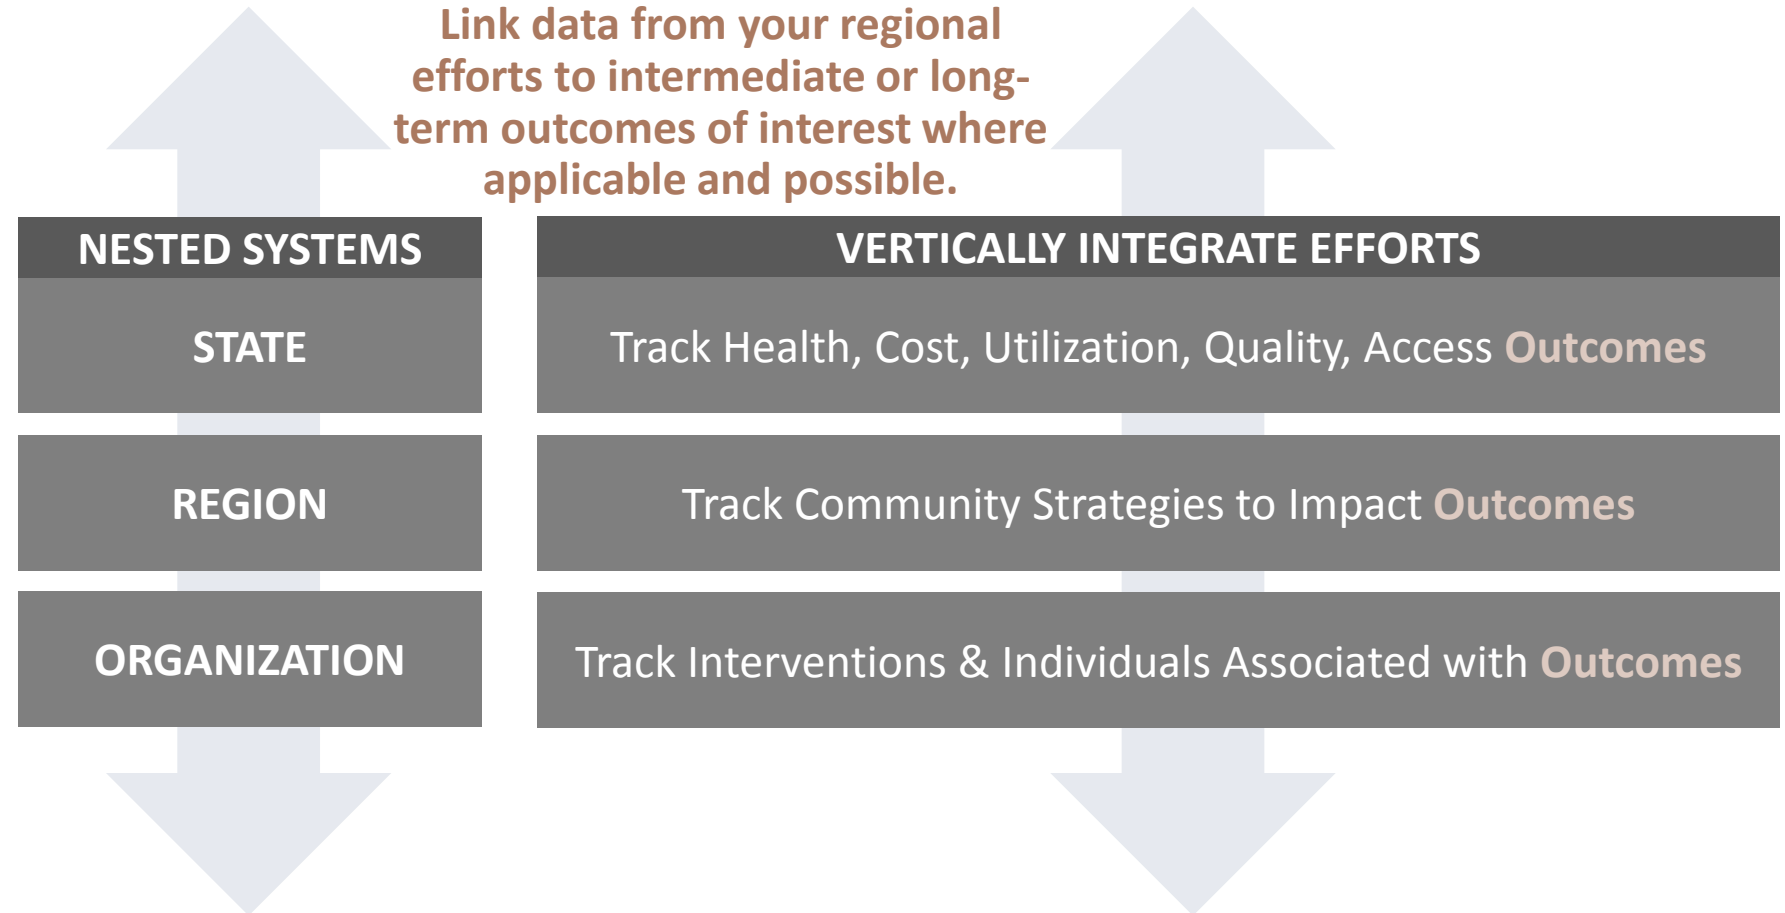 Link data from your regional
efforts to intermediate or long-
term outcomes of interest where
applicable and possible.
NESTED SYSTEMS
VERTICALLY INTEGRATE EFFORTS
STATE
Track Health, Cost, Utilization, Quality, Access Outcomes
REGION
Track Community Strategies to Impact Outcomes
ORGANIZATION
Track Interventions & Individuals Associated with Outcomes